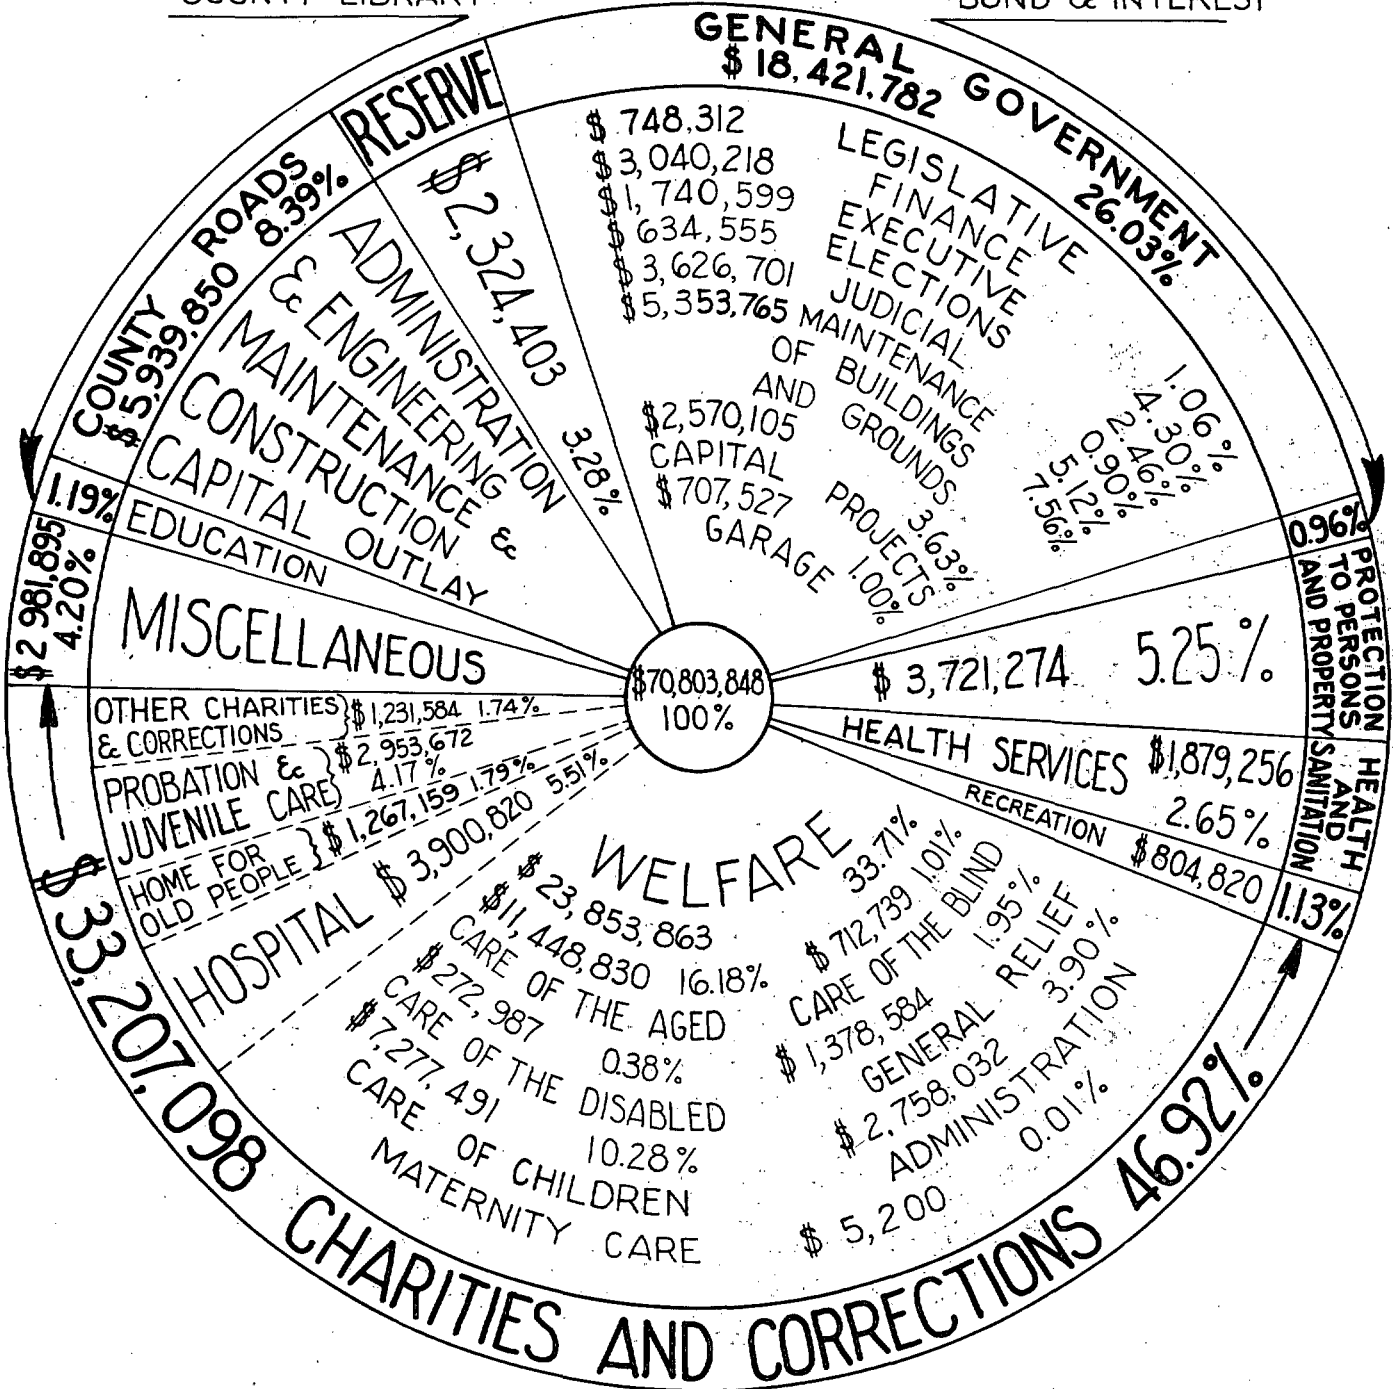 COUNTY LIBRARY
BOND & INTEREST
GENERAL GOVERNMENT
$ 18,421,782
26.03%
$ 748,312 LEGISLATIVE 1.06%
$ 3,040,218 FINANCE 4.30%
$ 1,740,599 EXECUTIVE 2.46%
$ 634,555 ELECTIONS 0.90%
$ 3,626,701 JUDICIAL 5.12%
$ 5,353,765 MAINTENANCE 7.56%
OF BUILDINGS
AND GROUNDS
$2,570,105 3.63%
CAPITAL PROJECTS
$707,527 1.00%
GARAGE
0.96%
PROTECTION
TO PERSONS
AND PROPERTY
$ 3,721,274 5.25%
HEALTH
AND
SANITATION
HEALTH SERVICES $1,879,256
2.65%
RECREATION $804,820
1.13%
$ 33,207,098 CHARITIES AND CORRECTIONS 46.92%
WELFARE
$ 23,853,863 33.71%
$ 11,448,830 16.18%
CARE OF THE AGED
$ 272,987 0.38%
CARE OF THE DISABLED
$ 7,277,491 10.28%
CARE OF CHILDREN
MATERNITY CARE
$ 712,739 1.01%
CARE OF THE BLIND
$ 1,378,584 1.95%
GENERAL RELIEF
$ 2,758,032 3.90%
ADMINISTRATION
$ 5,200 0.01%
HOSPITAL $ 3,900,820 5.51%
HOME FOR
OLD PEOPLE } $ 1,267,159 1.79%
PROBATION &
JUVENILE CARE } $ 2,953,672
4.17%
OTHER CHARITIES
& CORRECTIONS } $ 1,231,584 1.74%
MISCELLANEOUS
$ 2 981,895
4.20%
EDUCATION
1.19%
COUNTY ROADS
$ 5,939,850 8.39%
ADMINISTRATION
& ENGINEERING
MAINTENANCE &
CONSTRUCTION
CAPITAL OUTLAY
RESERVE
$ 2,324,403 3.28%
$70,803,848
100%